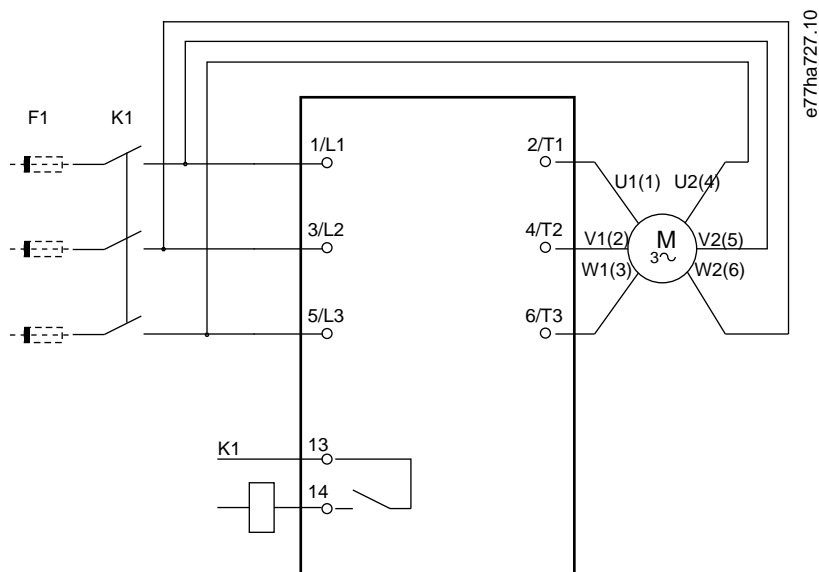 e77ha727.10
F1 K1
1/L1 2/T1
U1(1) U2(4)
3/L2 4/T2 V1(2) M V2(5)
3~
W1(3) W2(6)
5/L3 6/T3
K1 13
14